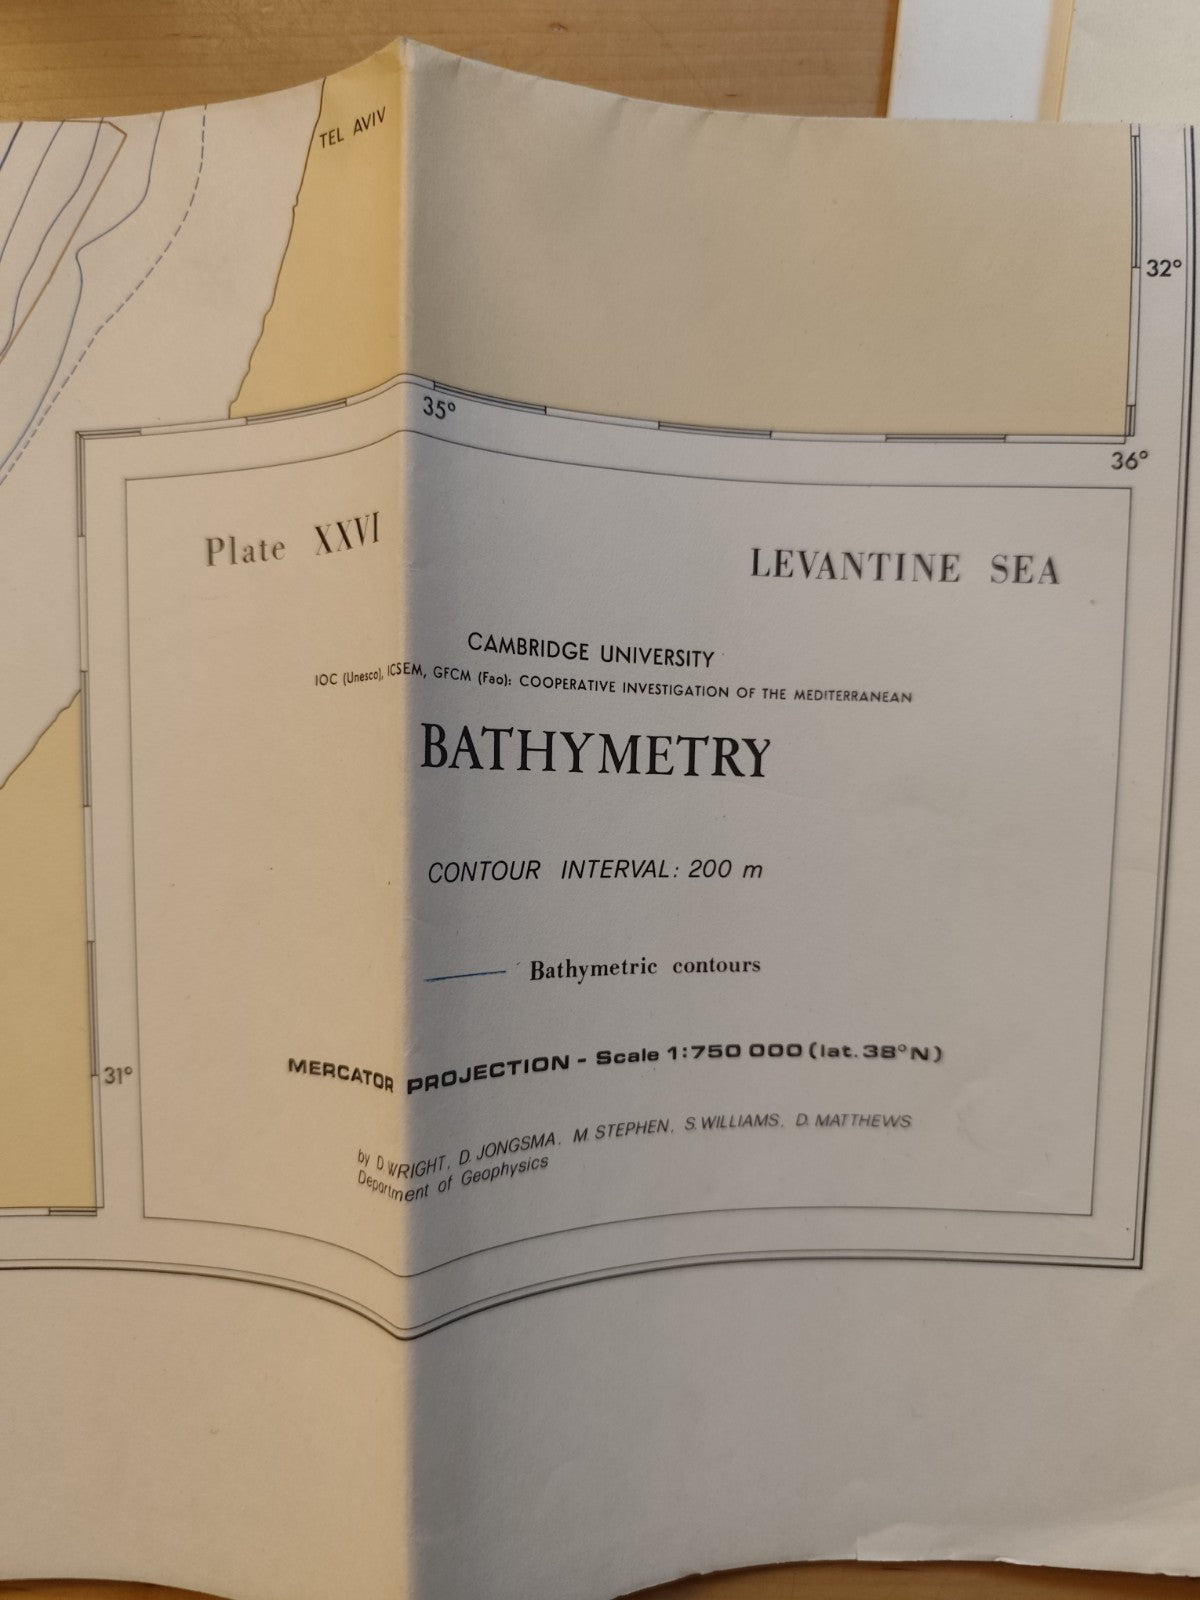 TEL AVIV
32°
35°
36°
Plate XXVI
LEVANTINE SEA
CAMBRIDGE UNIVERSITY
IOC (Unesco), ICSEM, GFCM (Fao): COOPERATIVE INVESTIGATION OF THE MEDITERRANEAN
BATHYMETRY
CONTOUR INTERVAL: 200 m
Bathymetric contours
MERCATOR PROJECTION - Scale 1:750 000 (lat. 38° N)
31°
by D. WRIGHT, D. JONGSMA, M. STEPHEN, S. WILLIAMS, D. MATTHEWS
Department of Geophysics